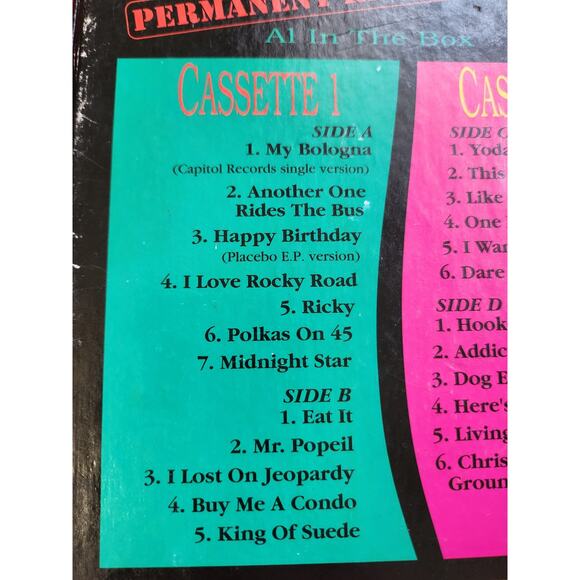 PERMANENT
Al In The Box
CASSETTE 1
SIDE A
1. My Bologna
(Capitol Records single version)
2. Another One
Rides The Bus
3. Happy Birthday
(Placebo E.P. version)
4. I Love Rocky Road
5. Ricky
6. Polkas On 45
7. Midnight Star
SIDE B
1. Eat It
2. Mr. Popeil
3. I Lost On Jeopardy
4. Buy Me A Condo
5. King Of Suede
CAS
SIDE C
1. Yoda
2. This
3. Like
4. One
5. I Wan
6. Dare
SIDE D
1. Hook
2. Addic
3. Dog E
4. Here's
5. Living
6. Chris
Groun